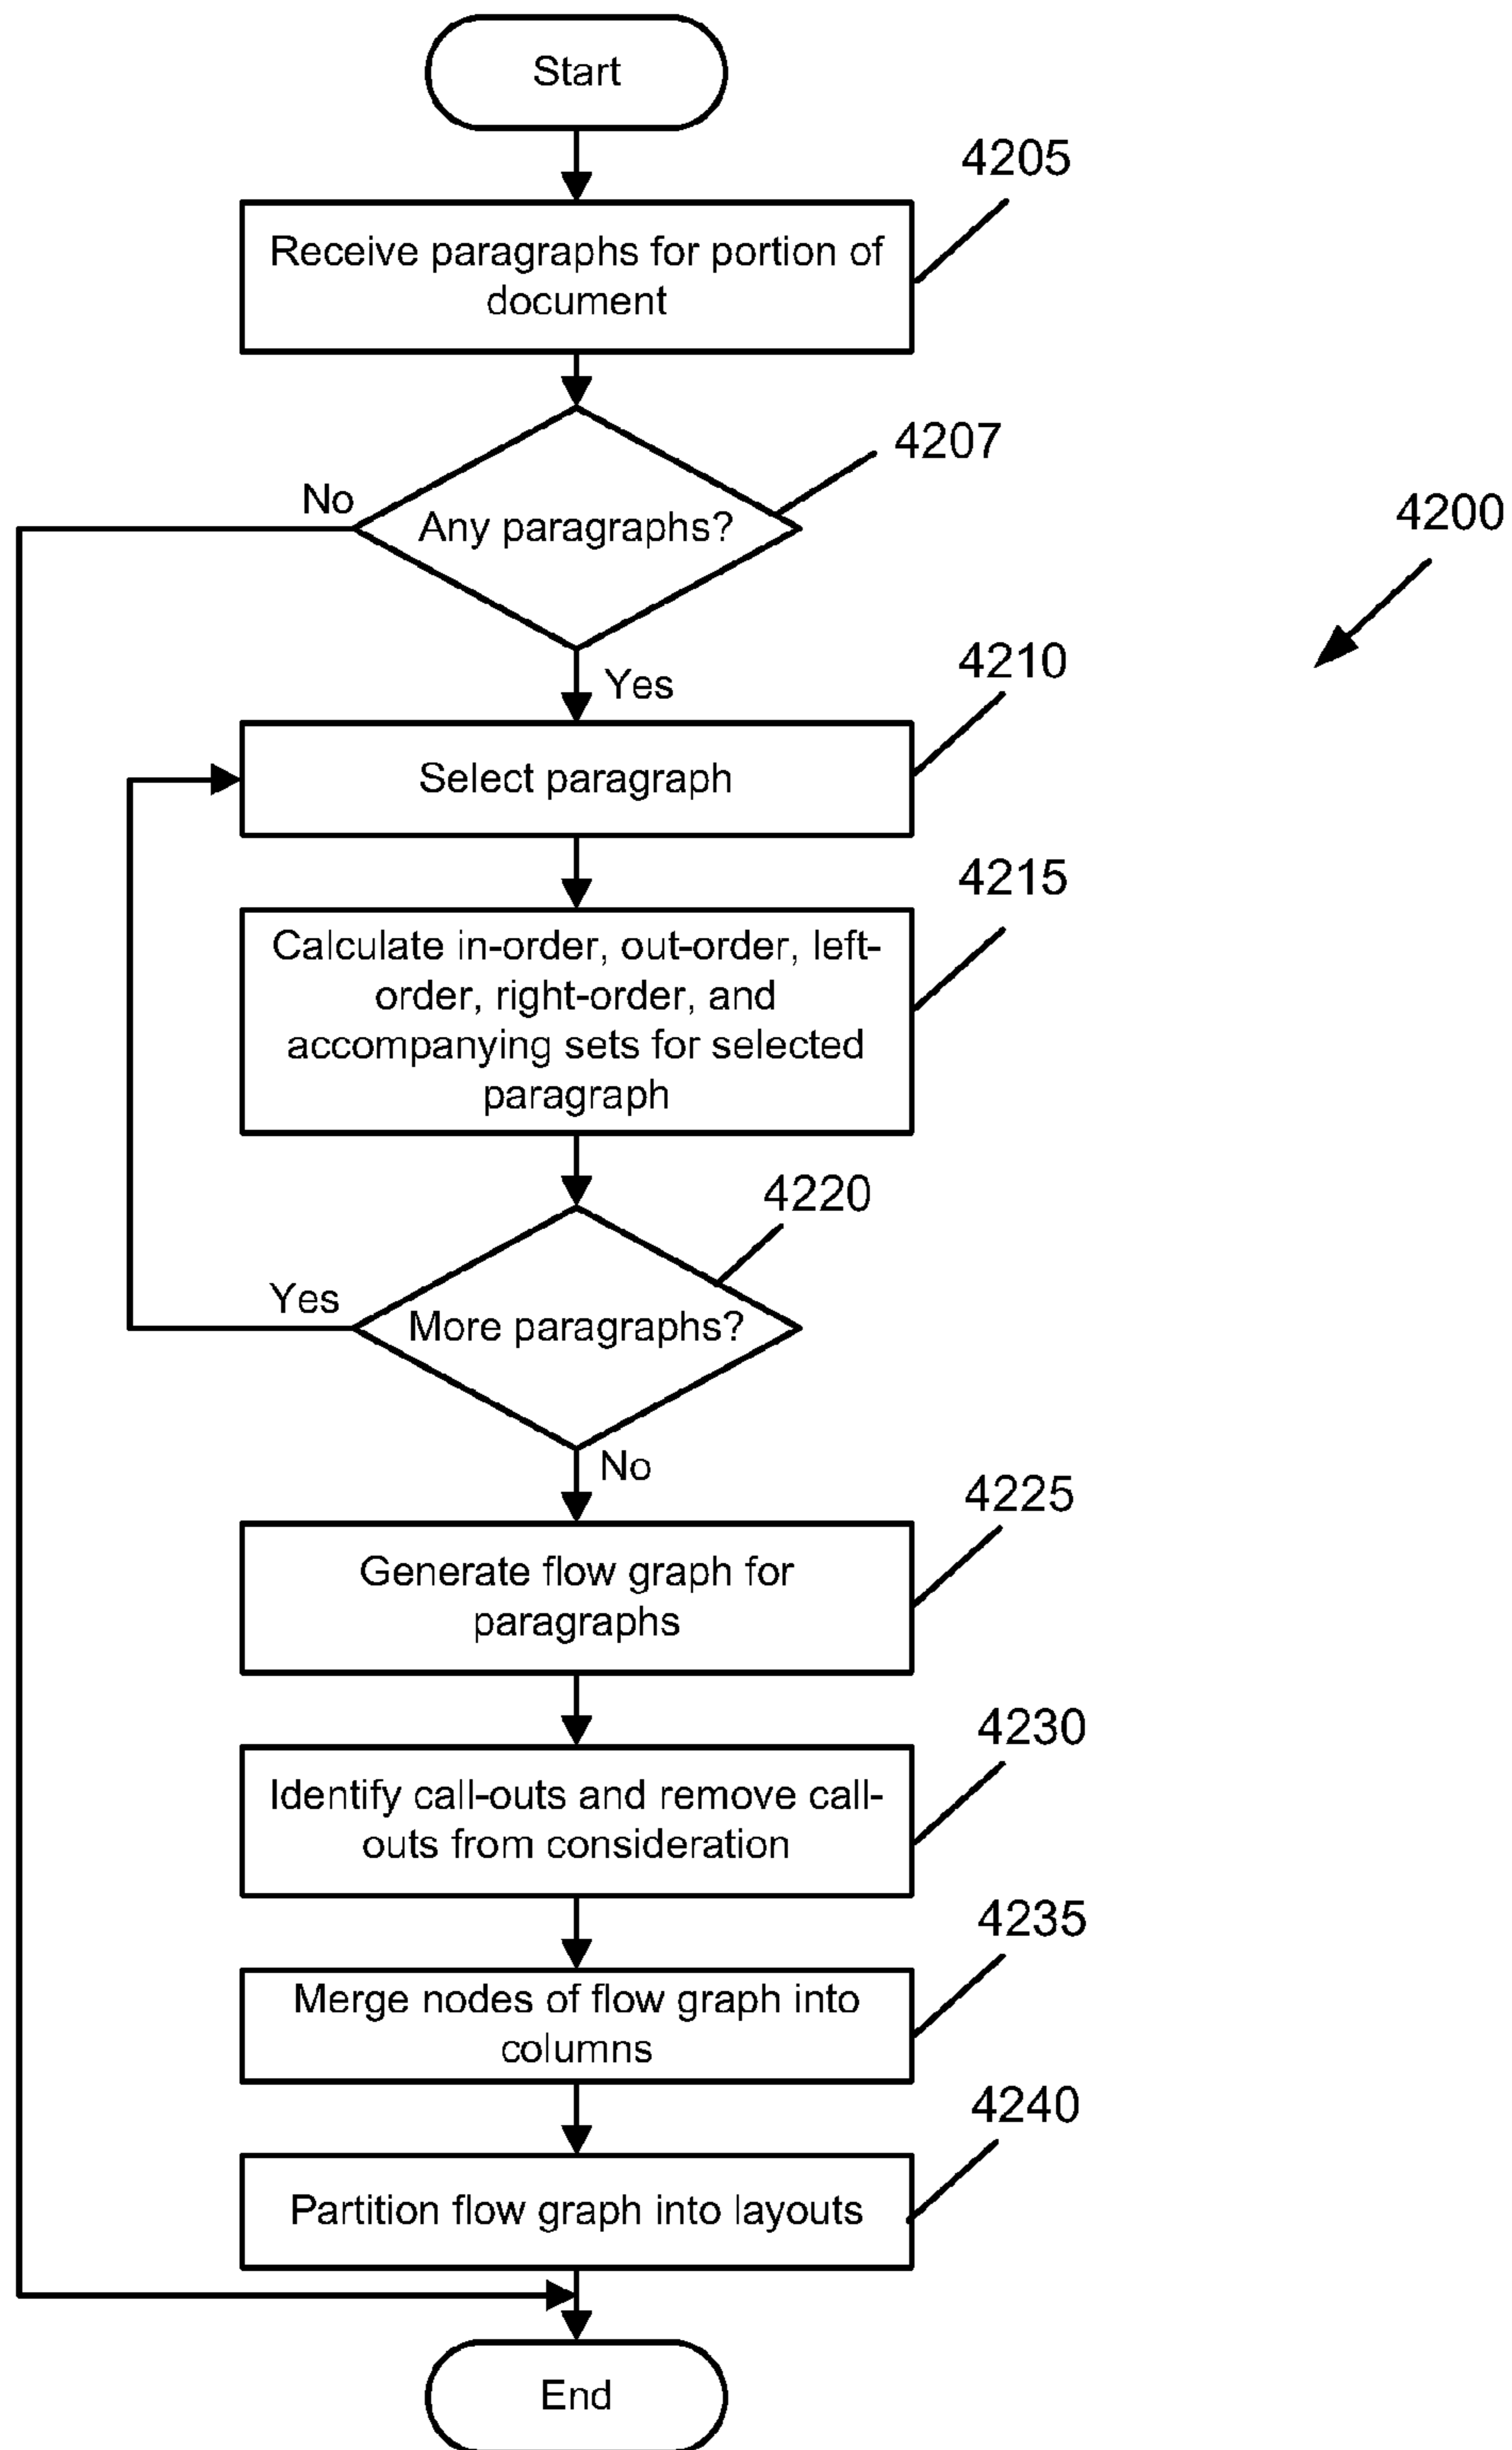 Start
4205
Receive paragraphs for portion of
document
4207
No
Any paragraphs?
4200
Yes
4210
Select paragraph
4215
Calculate in-order, out-order, left-
order, right-order, and
accompanying sets for selected
paragraph
4220
Yes
More paragraphs?
No
4225
Generate flow graph for
paragraphs
4230
Identify call-outs and remove call-
outs from consideration
4235
Merge nodes of flow graph into
columns
4240
Partition flow graph into layouts
End